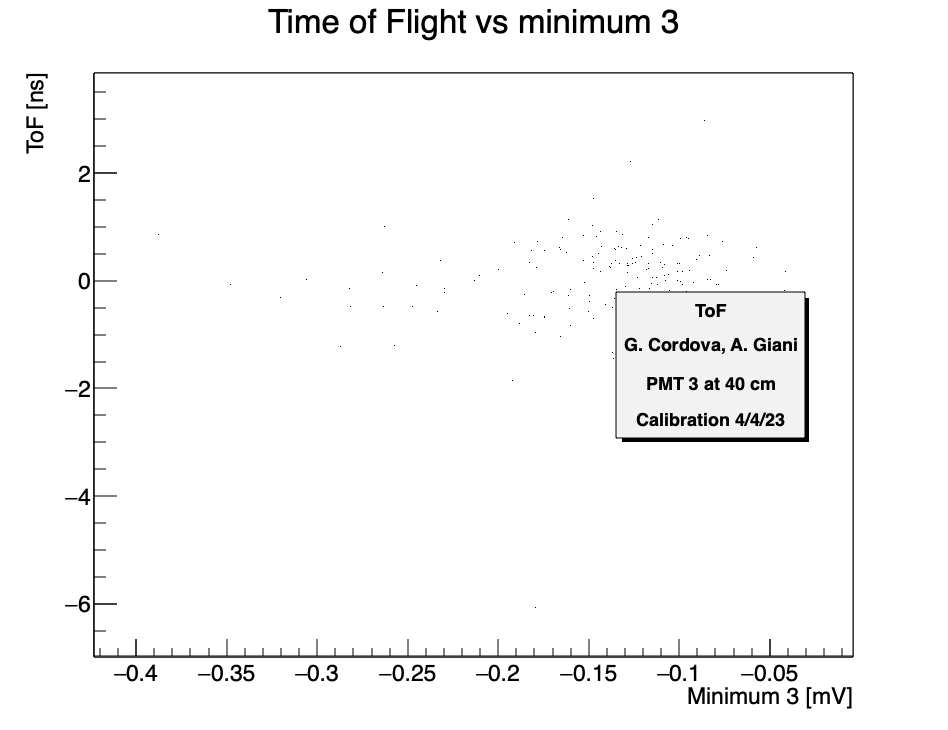 Time of Flight vs minimum 3
ToF [ns]
2
0
−2
−4
−6
ToF
G. Cordova, A. Giani
PMT 3 at 40 cm
Calibration 4/4/23
−0.4 −0.35 −0.3 −0.25 −0.2 −0.15 −0.1 −0.05
Minimum 3 [mV]